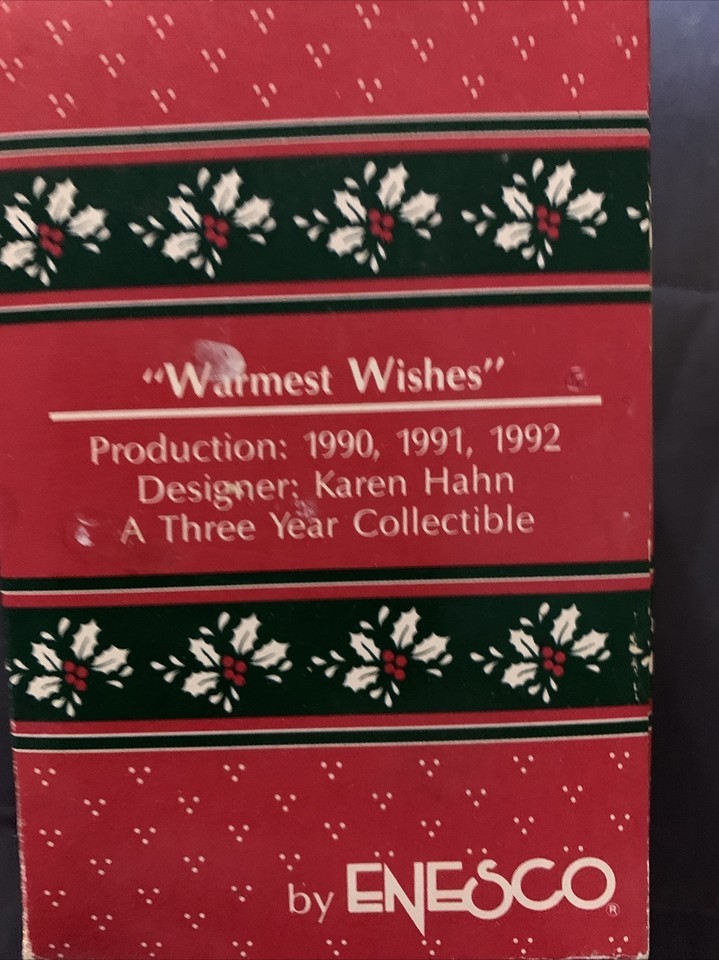 “Warmest Wishes”
Production: 1990, 1991, 1992
Designer: Karen Hahn
A Three Year Collectible
by ENESCO®